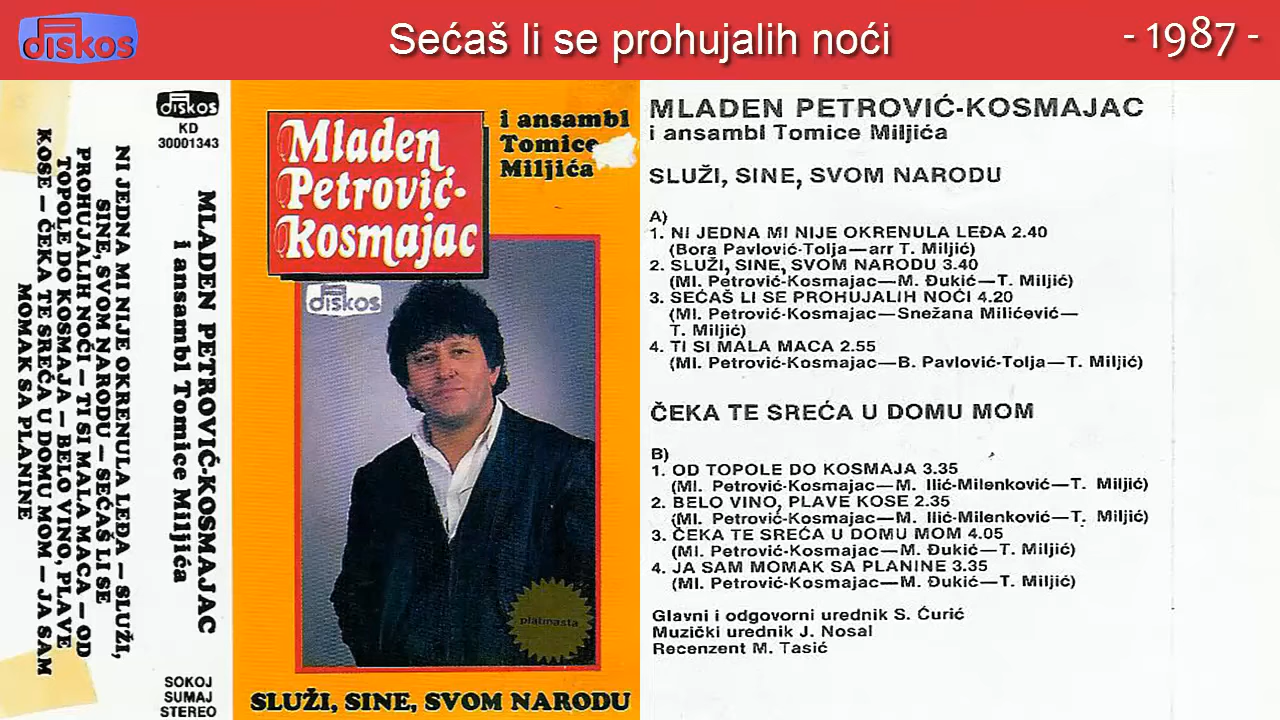 diskos
Sećaš li se prohujalih noći
- 1987 -
diskos
KD
30001343
MLADEN PETROVIĆ-KOSMAJAC
i ansambl Tomice Miljića
NI JEDNA MI NIJE OKRENULA LEĐA – SLUŽI,
SINE, SVOM NARODU – SEĆAŠ LI SE
PROHUJALIH NOĆI – TI SI MALA MACA – OD
TOPOLE DO KOSMAJA – BELO VINO, PLAVE
KOSE – ČEKA TE SREĆA U DOMU MOM – JA SAM
MOMAK SA PLANINE
SOKOJ
SUMAJ
STEREO
Mladen
Petrović-
Kosmajac
i ansambl
Tomice
Miljića
diskos
platinasta
SLUŽI, SINE, SVOM NARODU
MLADEN PETROVIĆ-KOSMAJAC
i ansambl Tomice Miljića
SLUŽI, SINE, SVOM NARODU
A)
1. NI JEDNA MI NIJE OKRENULA LEĐA 2.40
(Bora Pavlović-Tolja—arr T. Miljić)
2. SLUŽI, SINE, SVOM NARODU 3.40
(Ml. Petrović-Kosmajac—M. Đukić—T. Miljić)
3. SEĆAŠ LI SE PROHUJALIH NOĆI 4.20
(Ml. Petrović-Kosmajac—Snežana Milićević—
T. Miljić)
4. TI SI MALA MACA 2.55
(Ml. Petrović-Kosmajac—B. Pavlović-Tolja—T. Miljić)
ČEKA TE SREĆA U DOMU MOM
B)
1. OD TOPOLE DO KOSMAJA 3.35
(Ml. Petrović-Kosmajac—M. Ilić-Milenković—T. Miljić)
2. BELO VINO, PLAVE KOSE 2.35
(Ml. Petrović-Kosmajac—M. Ilić-Milenković—T. Miljić)
3. ČEKA TE SREĆA U DOMU MOM 4.05
(Ml. Petrović-Kosmajac—M. Đukić—T. Miljić)
4. JA SAM MOMAK SA PLANINE 3.35
(Ml. Petrović-Kosmajac—M. Đukić—T. Miljić)
Glavni i odgovorni urednik S. Ćurić
Muzički urednik J. Nosal
Recenzent M. Tasić